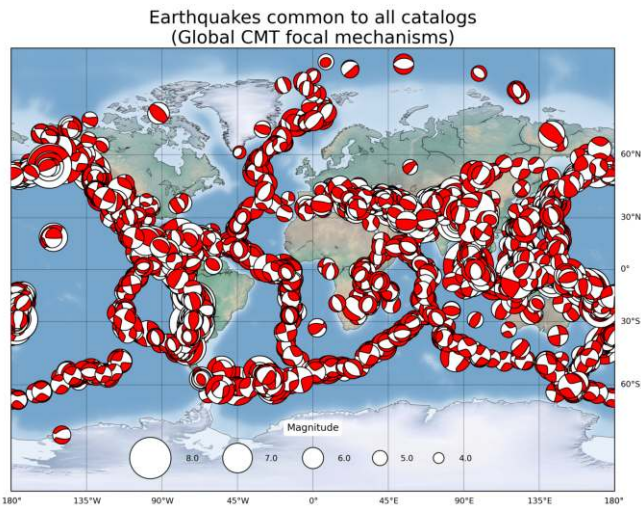 Earthquakes common to all catalogs
(Global CMT focal mechanisms)
60°N
30°N
0°
30°S
60°S
Magnitude
8.0 7.0 6.0 5.0 4.0
180° 135°W 90°W 45°W 0° 45°E 90°E 135°E 180°